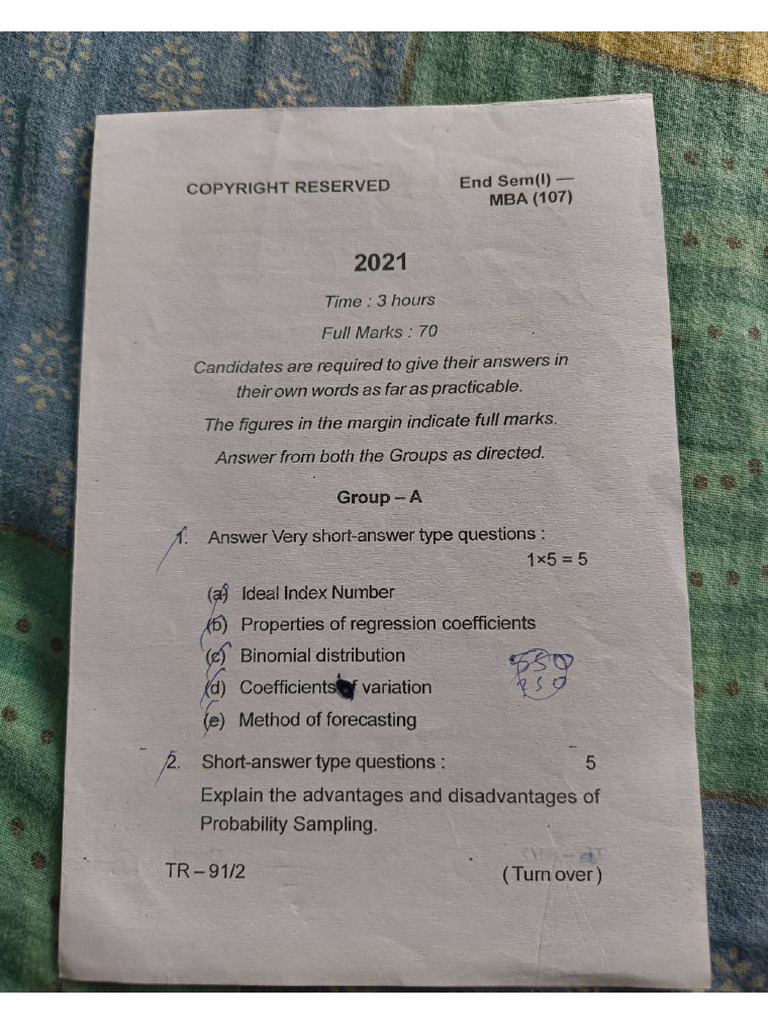 COPYRIGHT RESERVED End Sem(I) —
MBA (107)
2021
Time : 3 hours
Full Marks : 70
Candidates are required to give their answers in
their own words as far as practicable.
The figures in the margin indicate full marks.
Answer from both the Groups as directed.
Group – A
1. Answer Very short-answer type questions :
1×5 = 5
(a) Ideal Index Number
(b) Properties of regression coefficients
(c) Binomial distribution
(d) Coefficients of variation
(e) Method of forecasting
2. Short-answer type questions : 5
Explain the advantages and disadvantages of
Probability Sampling.
TR – 91/2 ( Turn over )